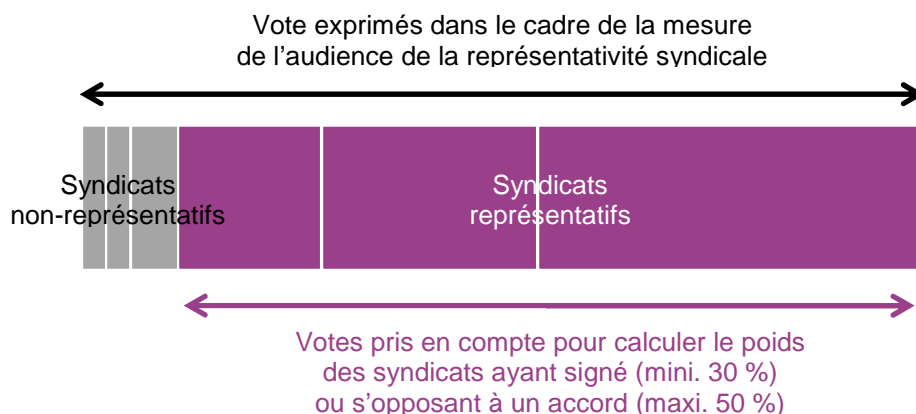 Vote exprimés dans le cadre de la mesure
de l’audience de la représentativité syndicale
Syndicats
non-représentatifs
Syndicats
représentatifs
Votes pris en compte pour calculer le poids
des syndicats ayant signé (mini. 30 %)
ou s’opposant à un accord (maxi. 50 %)